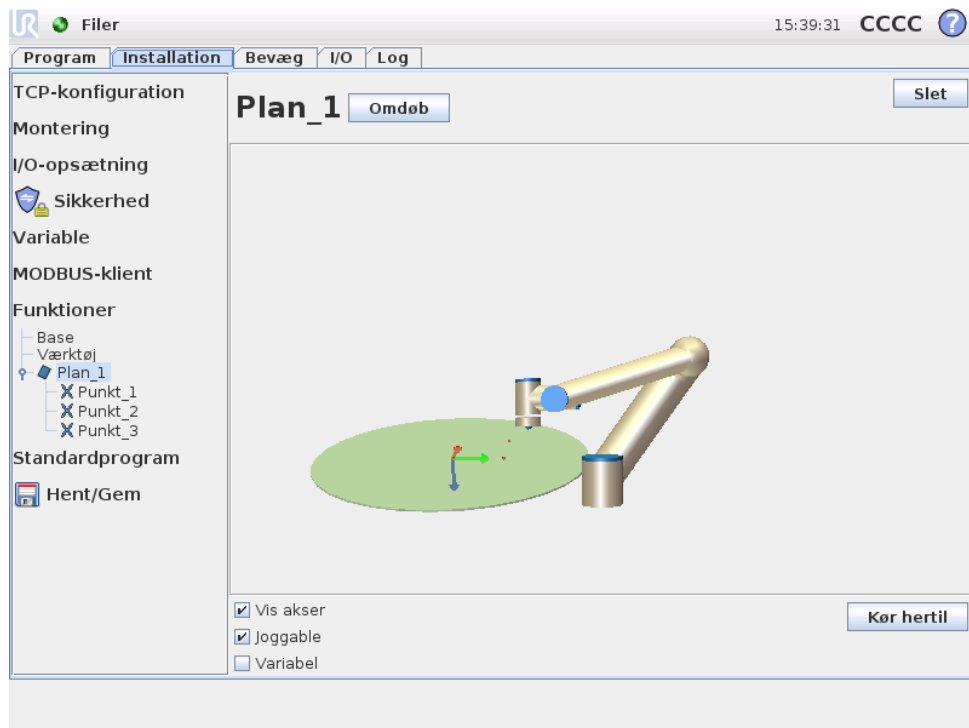 UR Filer 15:39:31 CCCC ?
Program Installation Bevæg I/O Log
TCP-konfiguration
Montering
I/O-opsætning
Sikkerhed
Variable
MODBUS-klient
Funktioner
Base
Værktøj
Plan_1
Punkt_1
Punkt_2
Punkt_3
Standardprogram
Hent/Gem
Plan_1 Omdøb Slet
Vis akser
Joggable
Variabel
Kør hertil